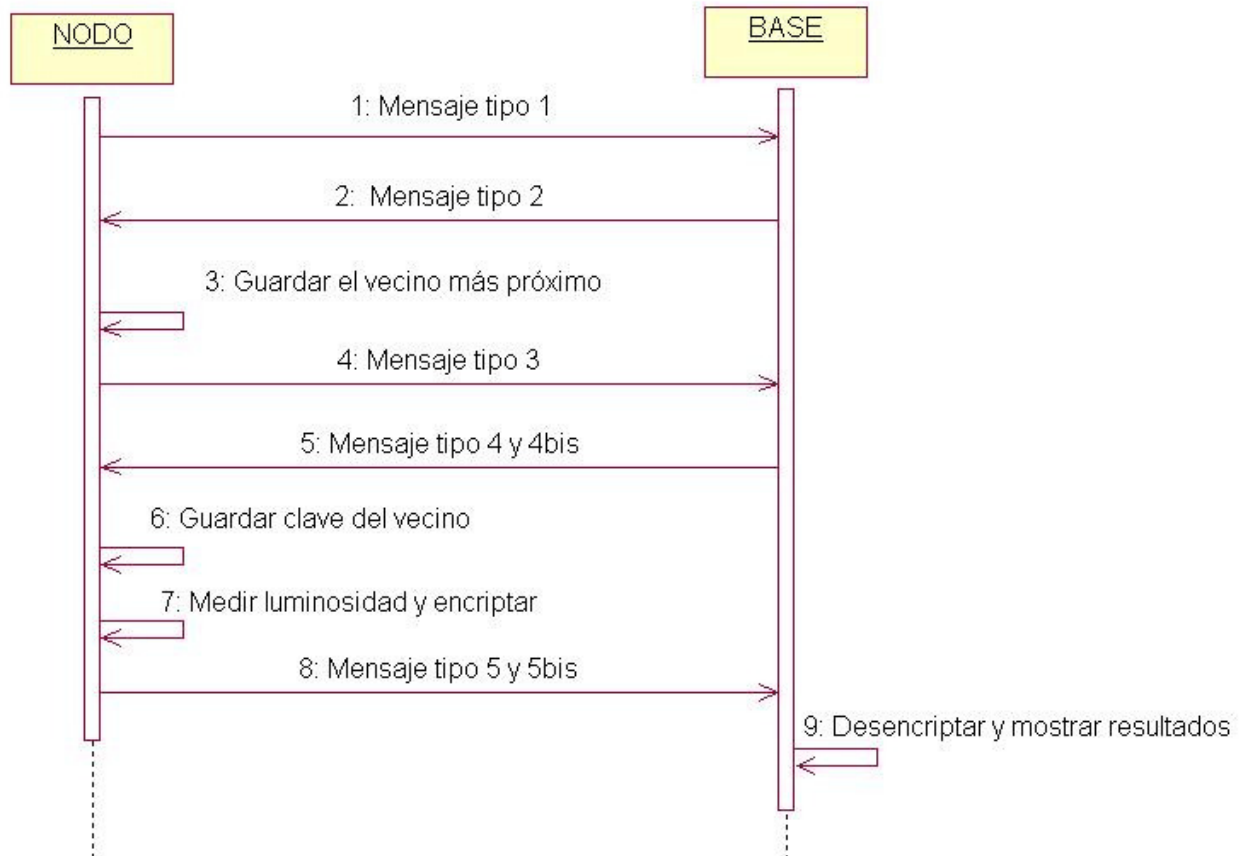 NODO
BASE
1: Mensaje tipo 1
2: Mensaje tipo 2
3: Guardar el vecino más próximo
4: Mensaje tipo 3
5: Mensaje tipo 4 y 4bis
6: Guardar clave del vecino
7: Medir luminosidad y encriptar
8: Mensaje tipo 5 y 5bis
9: Desencriptar y mostrar resultados